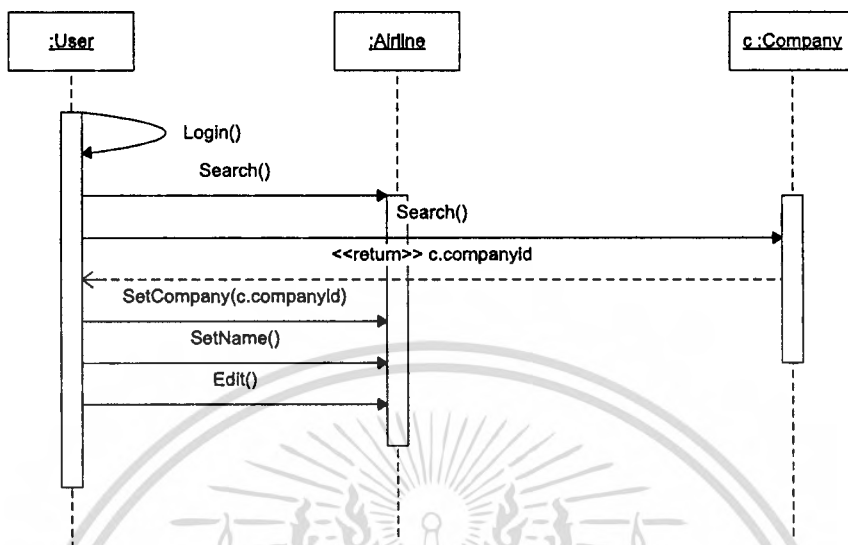 :User
:Airline
c :Company
Login()
Search()
Search()
<<return>> c.companyid
SetCompany(c.companyid)
SetName()
Edit()